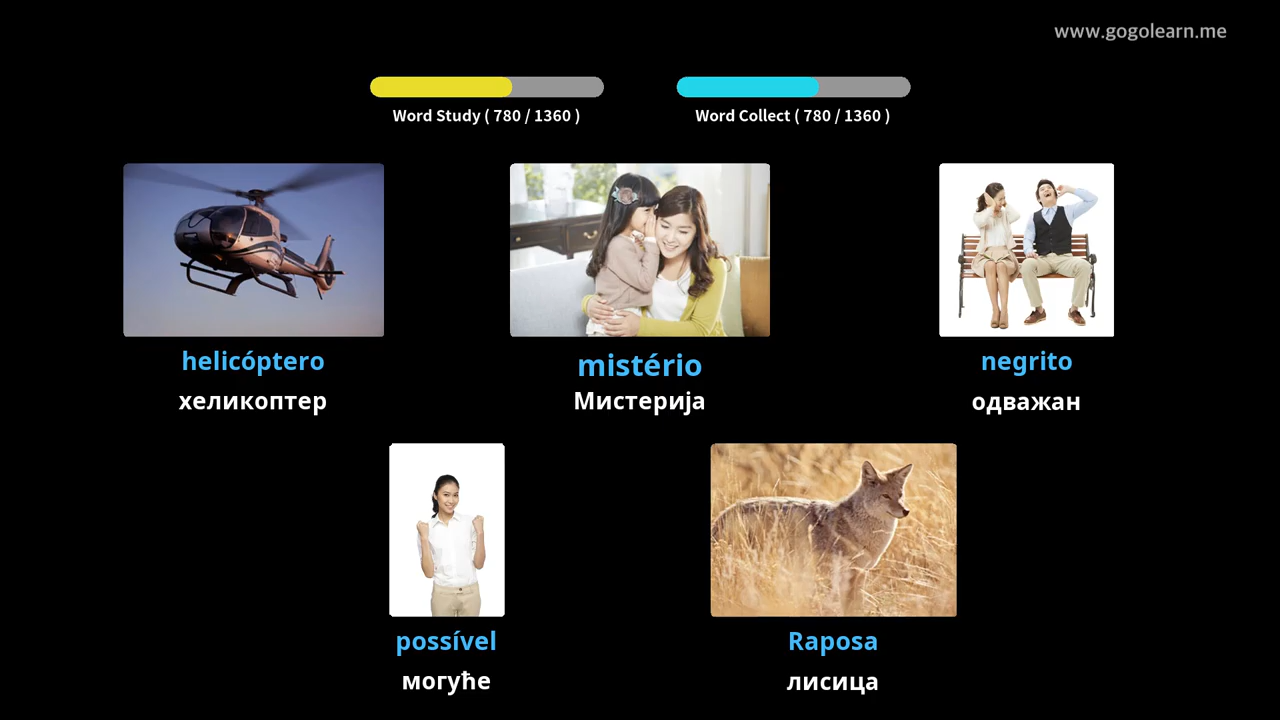 www.gogolearn.me
Word Study ( 780 / 1360 )
Word Collect ( 780 / 1360 )
helicóptero
хеликоптер
mistério
Мистерија
negrito
одважан
possível
могуће
Raposa
лисица